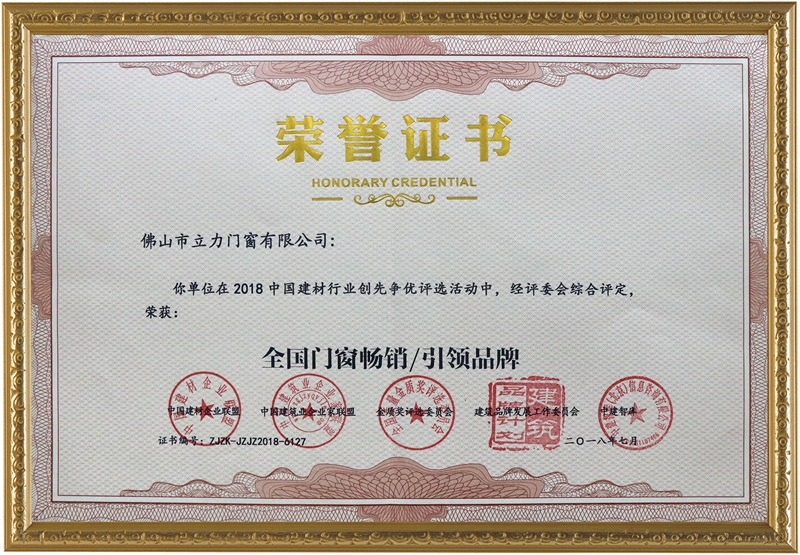 荣誉证书
HONORARY CREDENTIAL
佛山市立力门窗有限公司：
你单位在 2018 中国建材行业创先争优评选活动中，经评委会综合评定，
荣获：
全国门窗畅销/引领品牌
中国建材企业联盟 中国建筑业企业家联盟 金质奖评选委员会 建筑品牌发展工作委员会 中建智库
证书编号：ZJZK-JZJZ2018-6127 二〇一八年七月